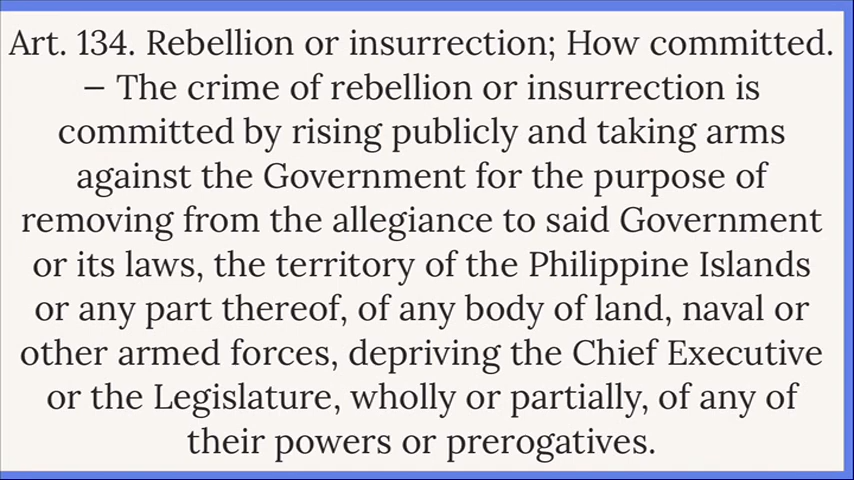 Art. 134. Rebellion or insurrection; How committed.
— The crime of rebellion or insurrection is
committed by rising publicly and taking arms
against the Government for the purpose of
removing from the allegiance to said Government
or its laws, the territory of the Philippine Islands
or any part thereof, of any body of land, naval or
other armed forces, depriving the Chief Executive
or the Legislature, wholly or partially, of any of
their powers or prerogatives.